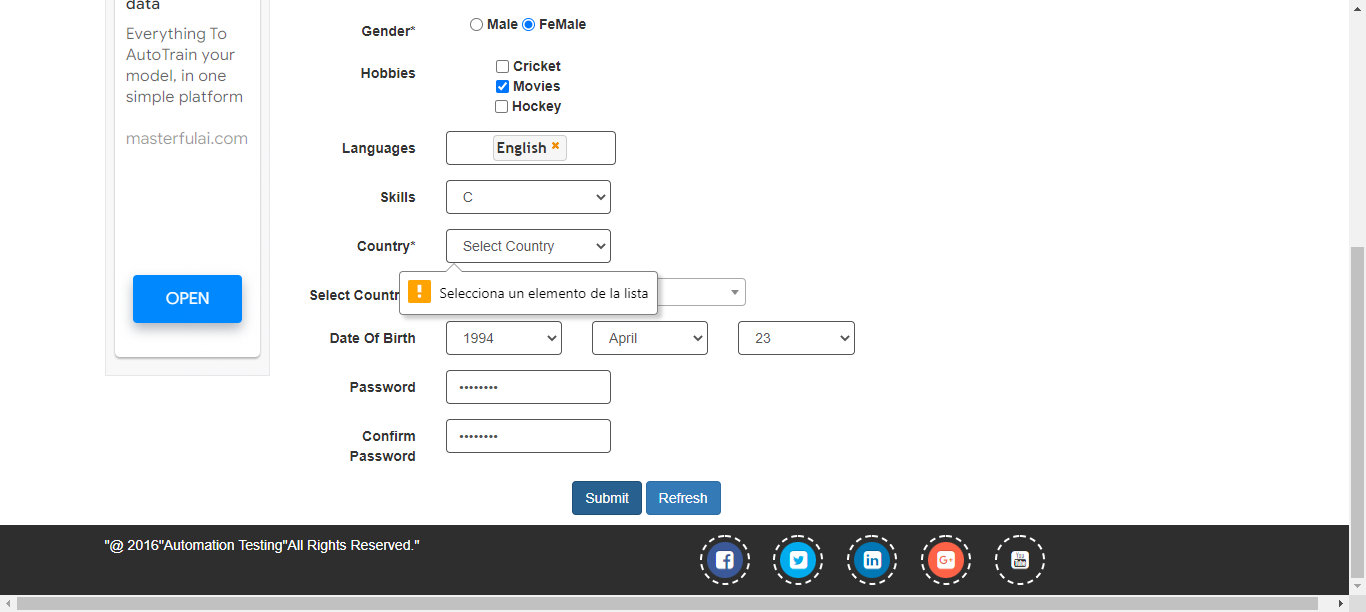 data
Everything To
AutoTrain your
model, in one
simple platform
masterfulai.com
OPEN
Gender*
Male FeMale
Hobbies
Cricket
Movies
Hockey
Languages
English
Skills
C
Country*
Select Country
Select Countr
Selecciona un elemento de la lista
Date Of Birth
1994 April 23
Password
Confirm
Password
Submit Refresh
"@ 2016"Automation Testing"All Rights Reserved."
f in G+ You Tube